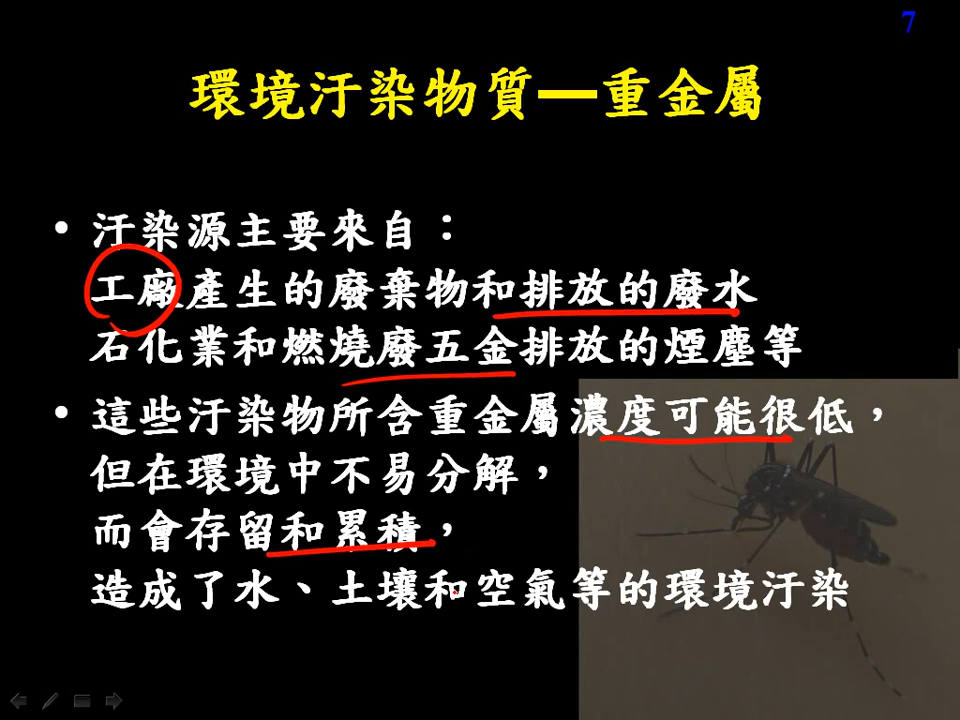 7
環境汙染物質—重金屬
• 汙染源主要來自：
工廠產生的廢棄物和排放的廢水
石化業和燃燒廢五金排放的煙塵等
• 這些汙染物所含重金屬濃度可能很低，
但在環境中不易分解，
而會存留和累積，
造成了水、土壤和空氣等的環境汙染